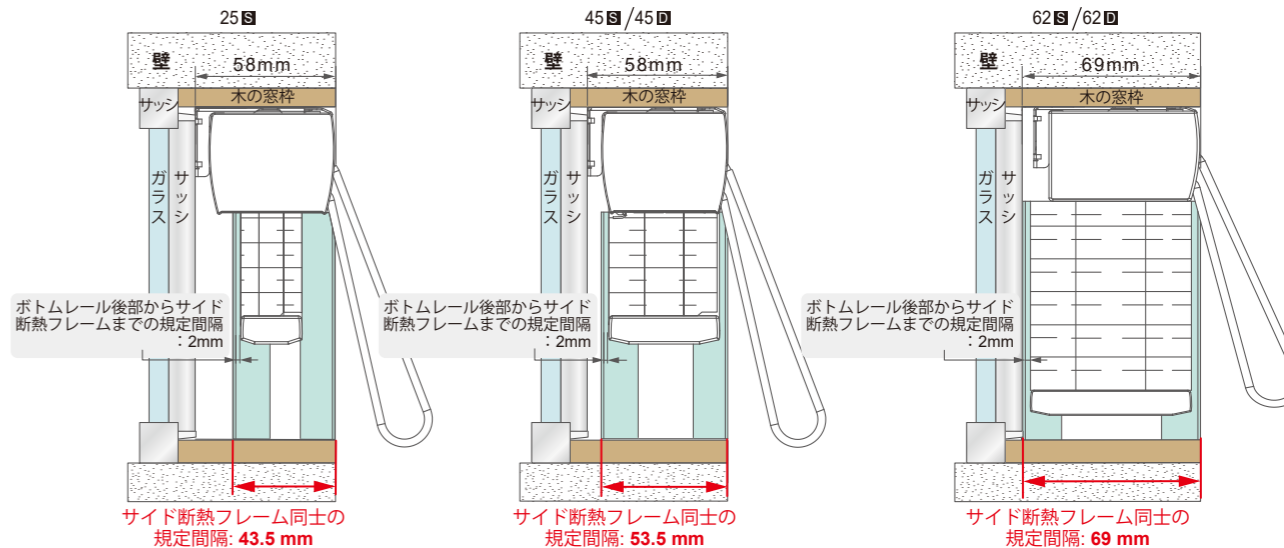 25 S
壁
58mm
木の窓枠
サッシ
ガラス
サッシ
ボトムレール後部からサイド
断熱フレームまでの規定間隔
：2mm
サイド断熱フレーム同士の
規定間隔: 43.5 mm
45 S /45 D
壁
58mm
木の窓枠
サッシ
ガラス
サッシ
ボトムレール後部からサイド
断熱フレームまでの規定間隔
：2mm
サイド断熱フレーム同士の
規定間隔: 53.5 mm
62 S /62 D
壁
69mm
木の窓枠
サッシ
ガラス
サッシ
ボトムレール後部からサイド
断熱フレームまでの規定間隔
：2mm
サイド断熱フレーム同士の
規定間隔: 69 mm